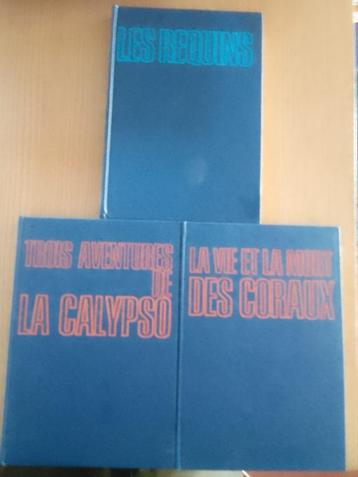 LES REQUINS
TROIS AVENTURES
DE
LA CALYPSO
LA VIE ET LA MORT
DES CORAUX